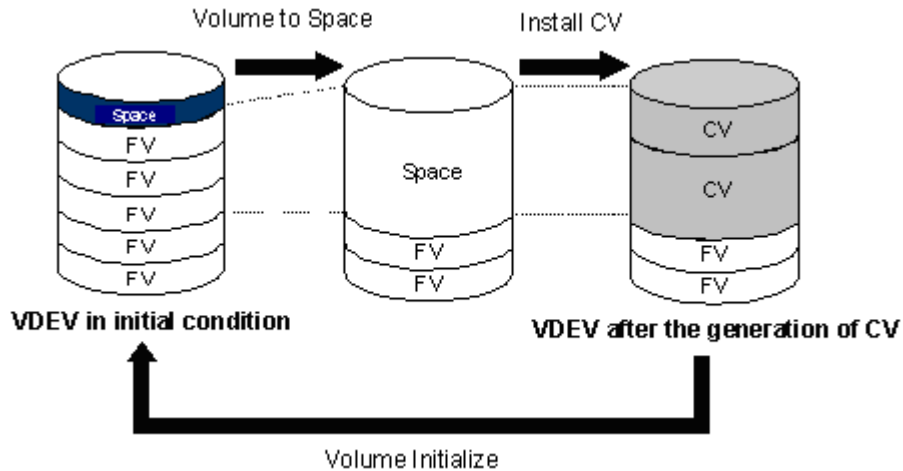 Volume to Space
Install CV
Space
FV
FV
FV
FV
FV
Space
FV
FV
CV
CV
FV
FV
VDEV in initial condition
VDEV after the generation of CV
Volume Initialize